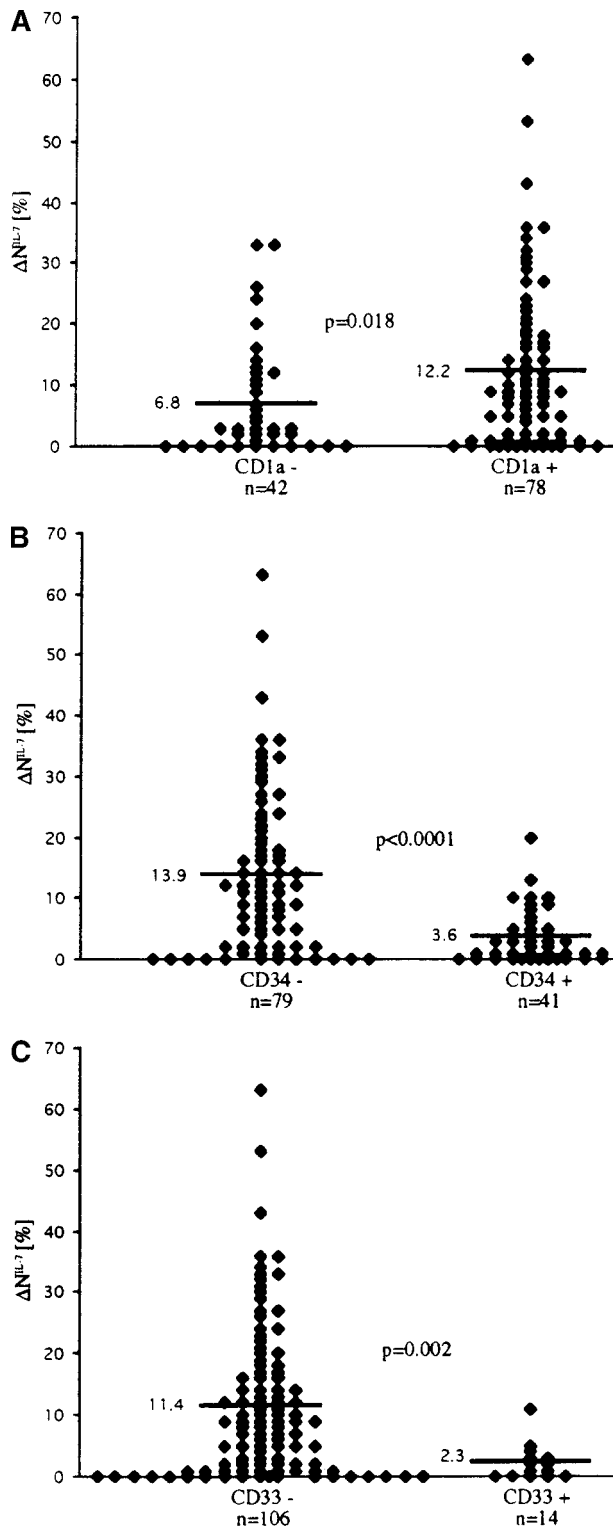 A
70
60
50
40
30
20
10
0
ΔN^IL-7 [%]
6.8
p=0.018
12.2
CD1a -
n=42
CD1a +
n=78
B
70
60
50
40
30
20
10
0
ΔN^IL-7 [%]
13.9
p<0.0001
3.6
CD34 -
n=79
CD34 +
n=41
C
70
60
50
40
30
20
10
0
ΔN^IL-7 [%]
11.4
p=0.002
2.3
CD33 -
n=106
CD33 +
n=14